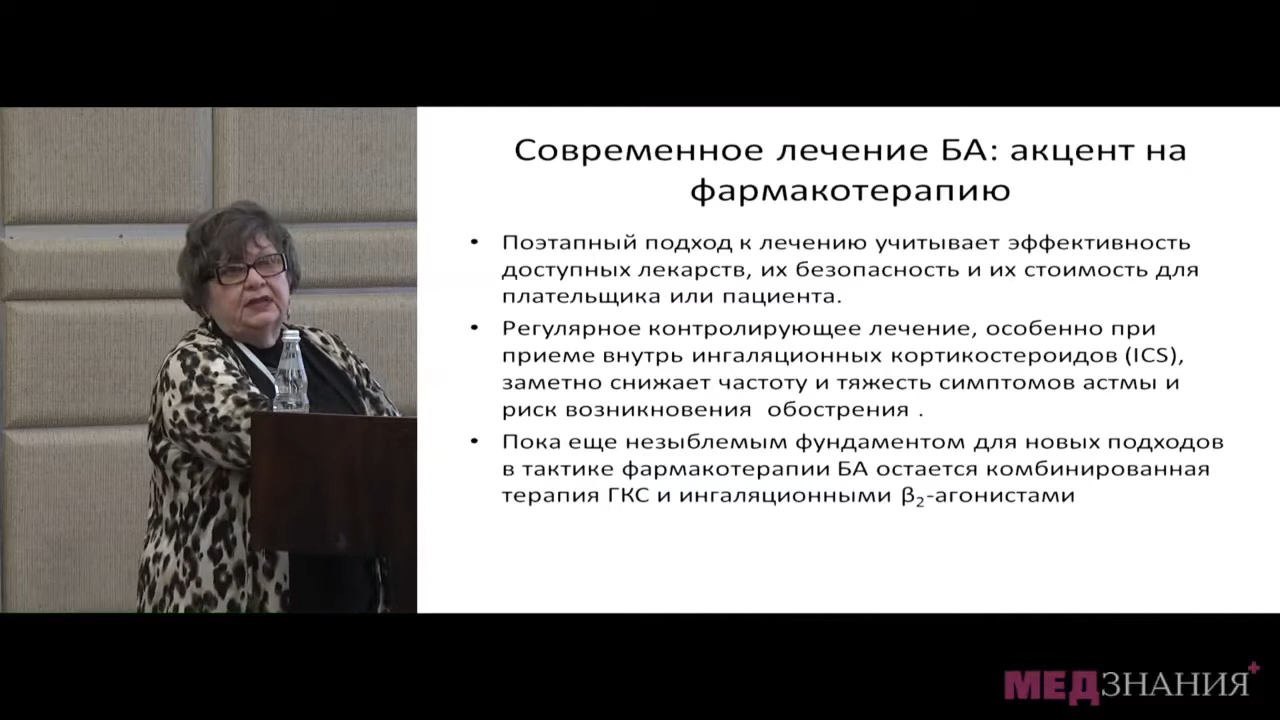 Современное лечение БА: акцент на
фармакотерапию
• Поэтапный подход к лечению учитывает эффективность
доступных лекарств, их безопасность и их стоимость для
плательщика или пациента.
• Регулярное контролирующее лечение, особенно при
приеме внутрь ингаляционных кортикостероидов (ICS),
заметно снижает частоту и тяжесть симптомов астмы и
риск возникновения обострения .
• Пока еще незыблемым фундаментом для новых подходов
в тактике фармакотерапии БА остается комбинированная
терапия ГКС и ингаляционными β₂-агонистами
МЕДЗНАНИЯ+